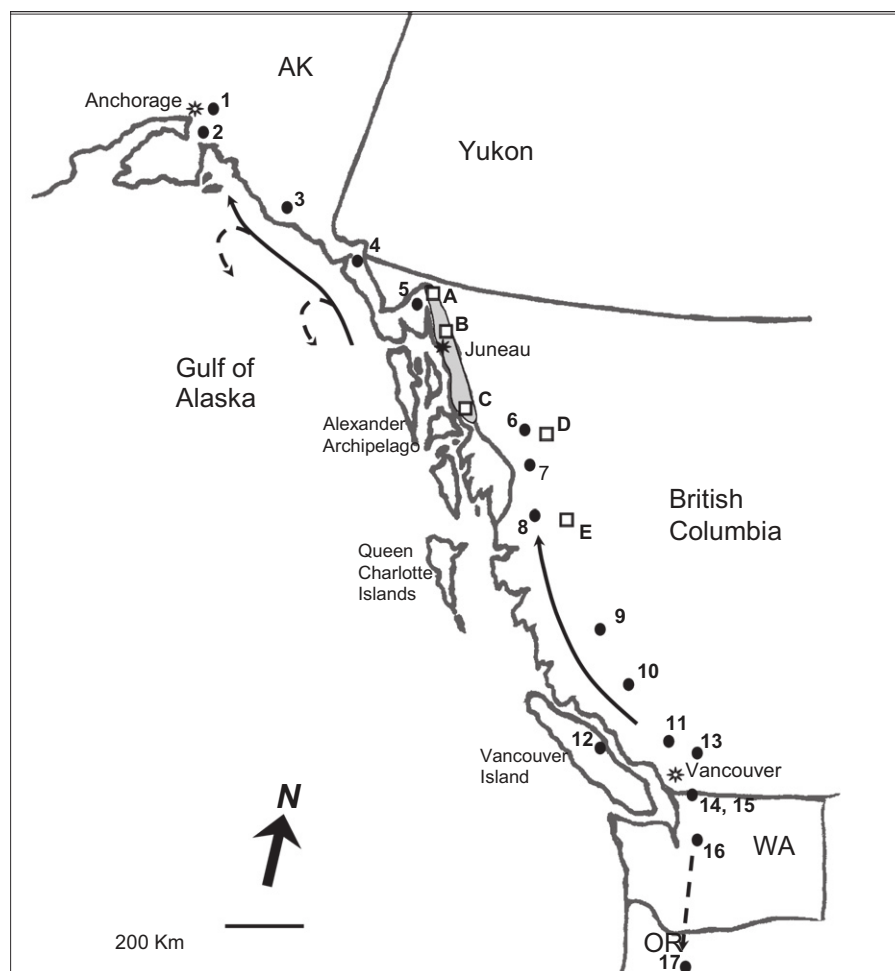 AK
Anchorage
1
2
Yukon
3
4
5
A
B
Juneau
Gulf of
Alaska
C
Alexander
Archipelago
6
D
7
British
Columbia
8
E
Queen
Charlotte
Islands
9
10
11
12
13
Vancouver
Island
Vancouver
N
14, 15
16
WA
200 Km
OR
17